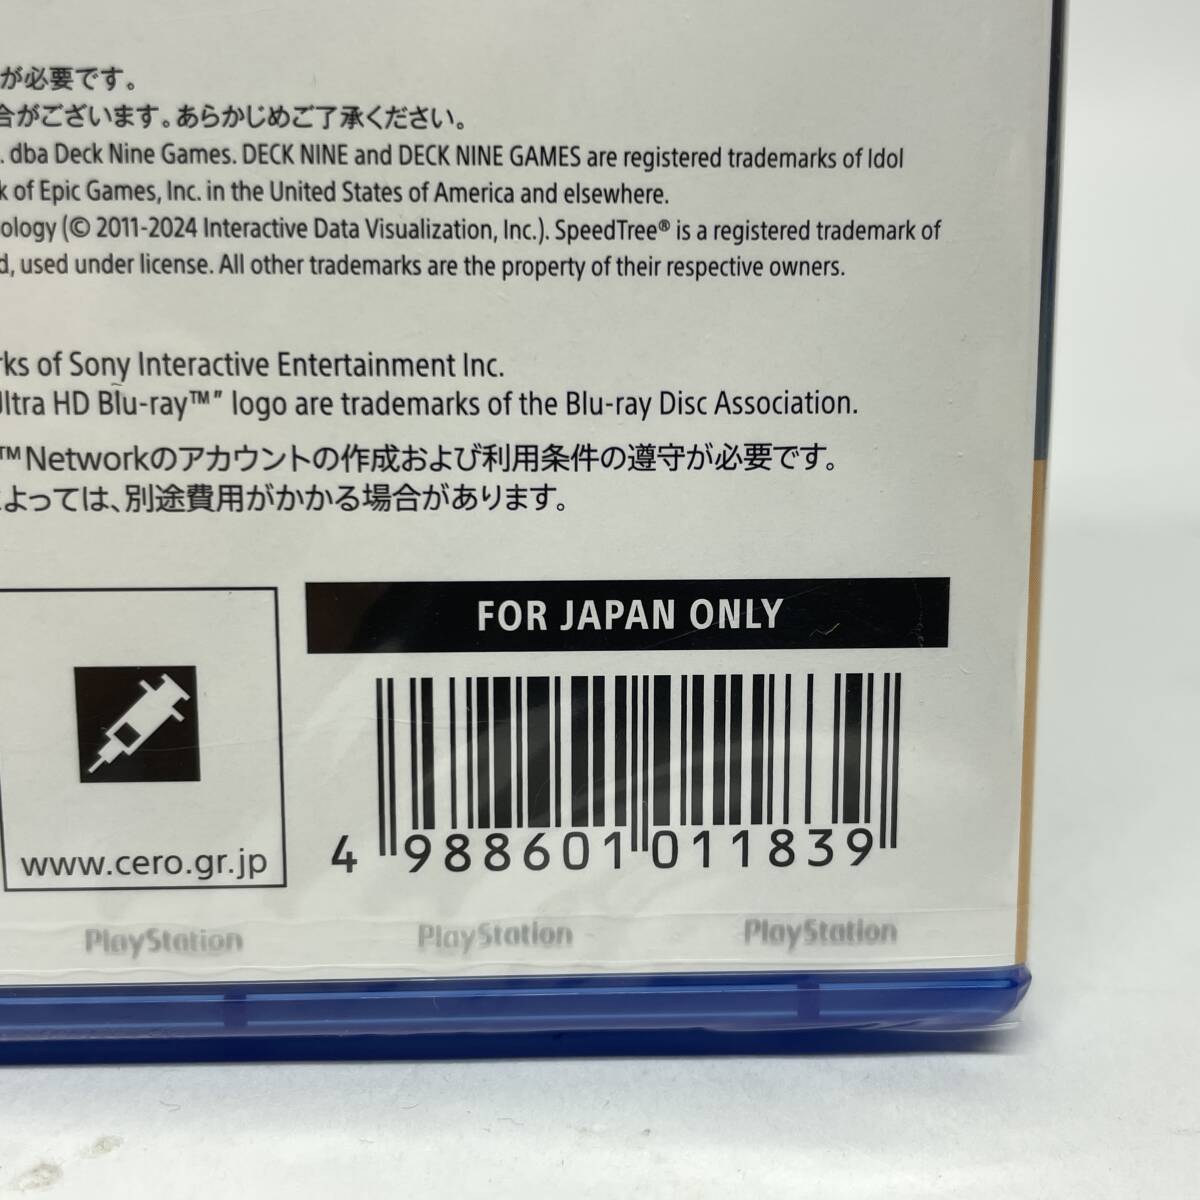 が必要です。
合がございます。あらかじめご了承ください。
. dba Deck Nine Games. DECK NINE and DECK NINE GAMES are registered trademarks of Idol
k of Epic Games, Inc. in the United States of America and elsewhere.
ology (© 2011-2024 Interactive Data Visualization, Inc.). SpeedTree® is a registered trademark of
d, used under license. All other trademarks are the property of their respective owners.
rks of Sony Interactive Entertainment Inc.
Ultra HD Blu-ray™” logo are trademarks of the Blu-ray Disc Association.
™Networkのアカウントの作成および利用条件の遵守が必要です。
よっては、別途費用がかかる場合があります。
FOR JAPAN ONLY
www.cero.gr.jp
4 988601 011839
PlayStation PlayStation PlayStation